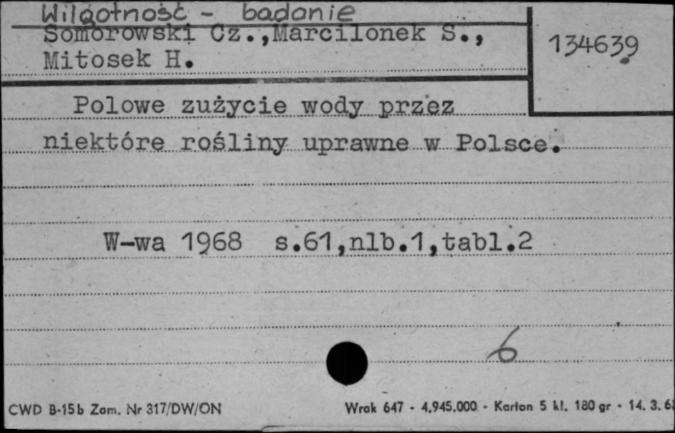 Wilgotność - badanie
Somorowski Cz., Marcilonek S.,
Mitosek H.
134639
Polowe zużycie wody przez
niektóre rośliny uprawne w Polsce.
W-wa 1968 s.61,nlb.1,tabl.2
6
CWD B-15b Zam. Nr 317/DW/ON
Wrak 647 - 4.945.000 - Karton 5 kl. 180 gr - 14. 3. 6